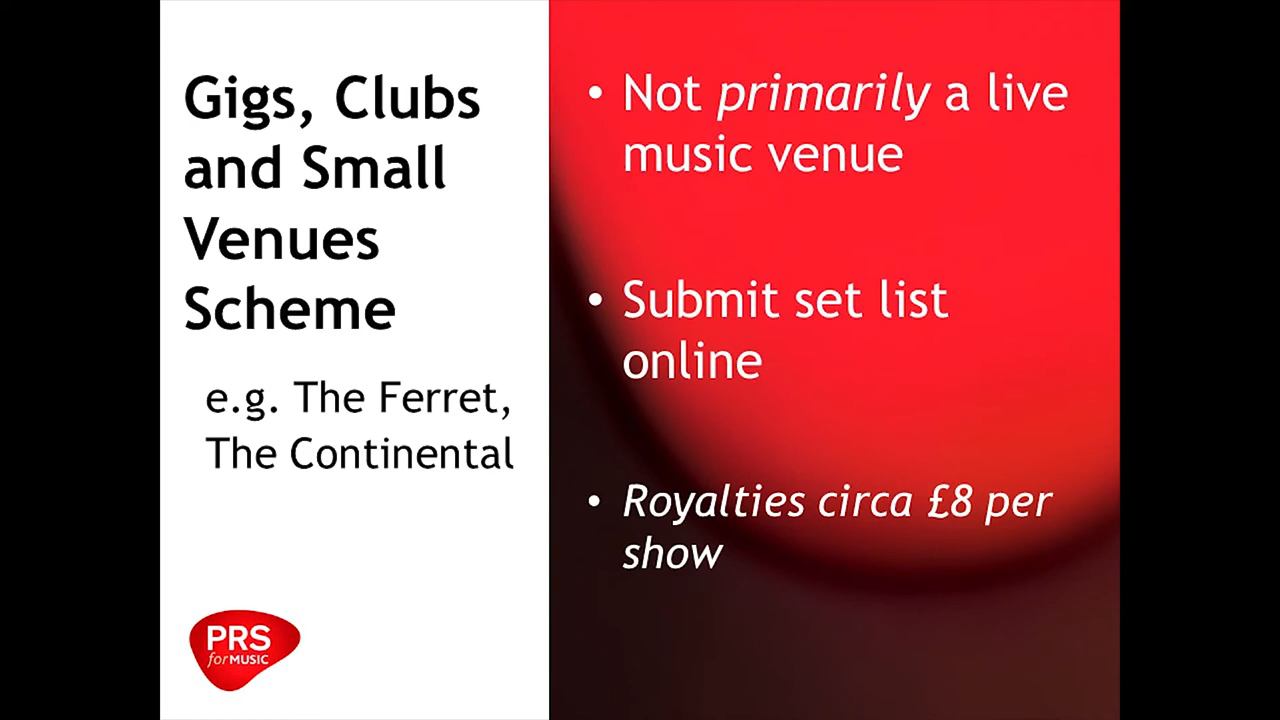 Gigs, Clubs
and Small
Venues
Scheme
e.g. The Ferret,
The Continental
PRS
for MUSIC
• Not primarily a live
music venue
• Submit set list
online
• Royalties circa £8 per
show